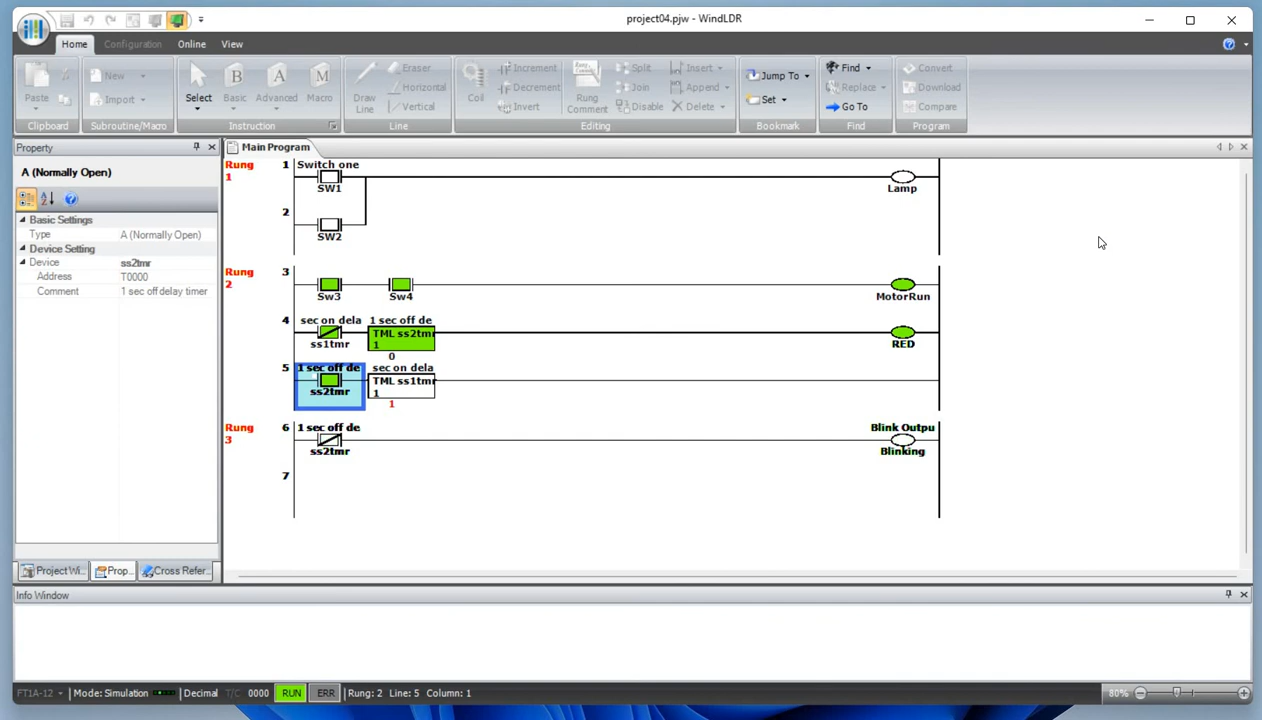 project04.pjw - WindLDR
Home Configuration Online View
Paste
Clipboard
New
Import
Subroutine/Macro
Select
B
Basic
A
Advanced
M
Macro
Instruction
Draw Line
Eraser
Horizontal
Vertical
Line
Coil
Increment
Decrement
Invert
Rung Comment
Split
Join
Disable
Insert
Append
Delete
Editing
Jump To
Set
Bookmark
Find
Replace
Go To
Find
Convert
Download
Compare
Program
Property
A (Normally Open)
Basic Settings
Type A (Normally Open)
Device Setting
Device ss2tmr
Address T0000
Comment 1 sec off delay timer
Project Wi... Prop... Cross Refer...
Main Program
Rung 1
1 Switch one
SW1 Lamp
2
SW2
Rung 2
3
Sw3 Sw4 MotorRun
4 sec on dela 1 sec off de
TML ss2tmr
1
ss1tmr RED
0
5 1 sec off de sec on dela
TML ss1tmr
1
ss2tmr
1
Rung 3
6 1 sec off de Blink Outpu
ss2tmr Blinking
7
Info Window
FT1A-12 Mode: Simulation Decimal T/C 0000 RUN ERR Rung: 2 Line: 5 Column: 1 80%